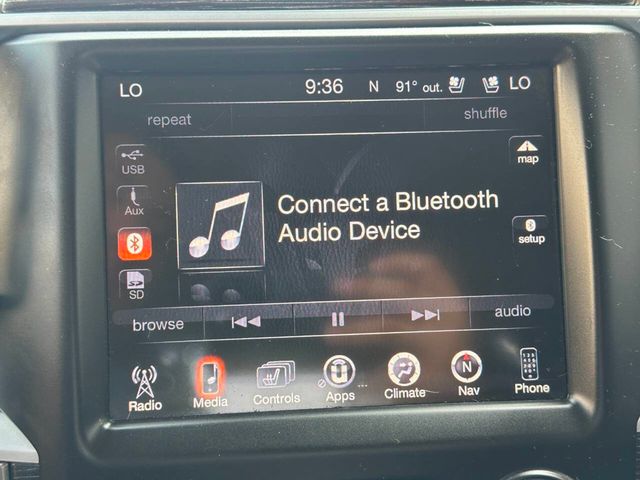 LO 9:36 N 91° out. LO
repeat shuffle
USB
map
Aux
Connect a Bluetooth
Audio Device
setup
SD
browse audio
Radio Media Controls Apps ... Climate Nav Phone
N